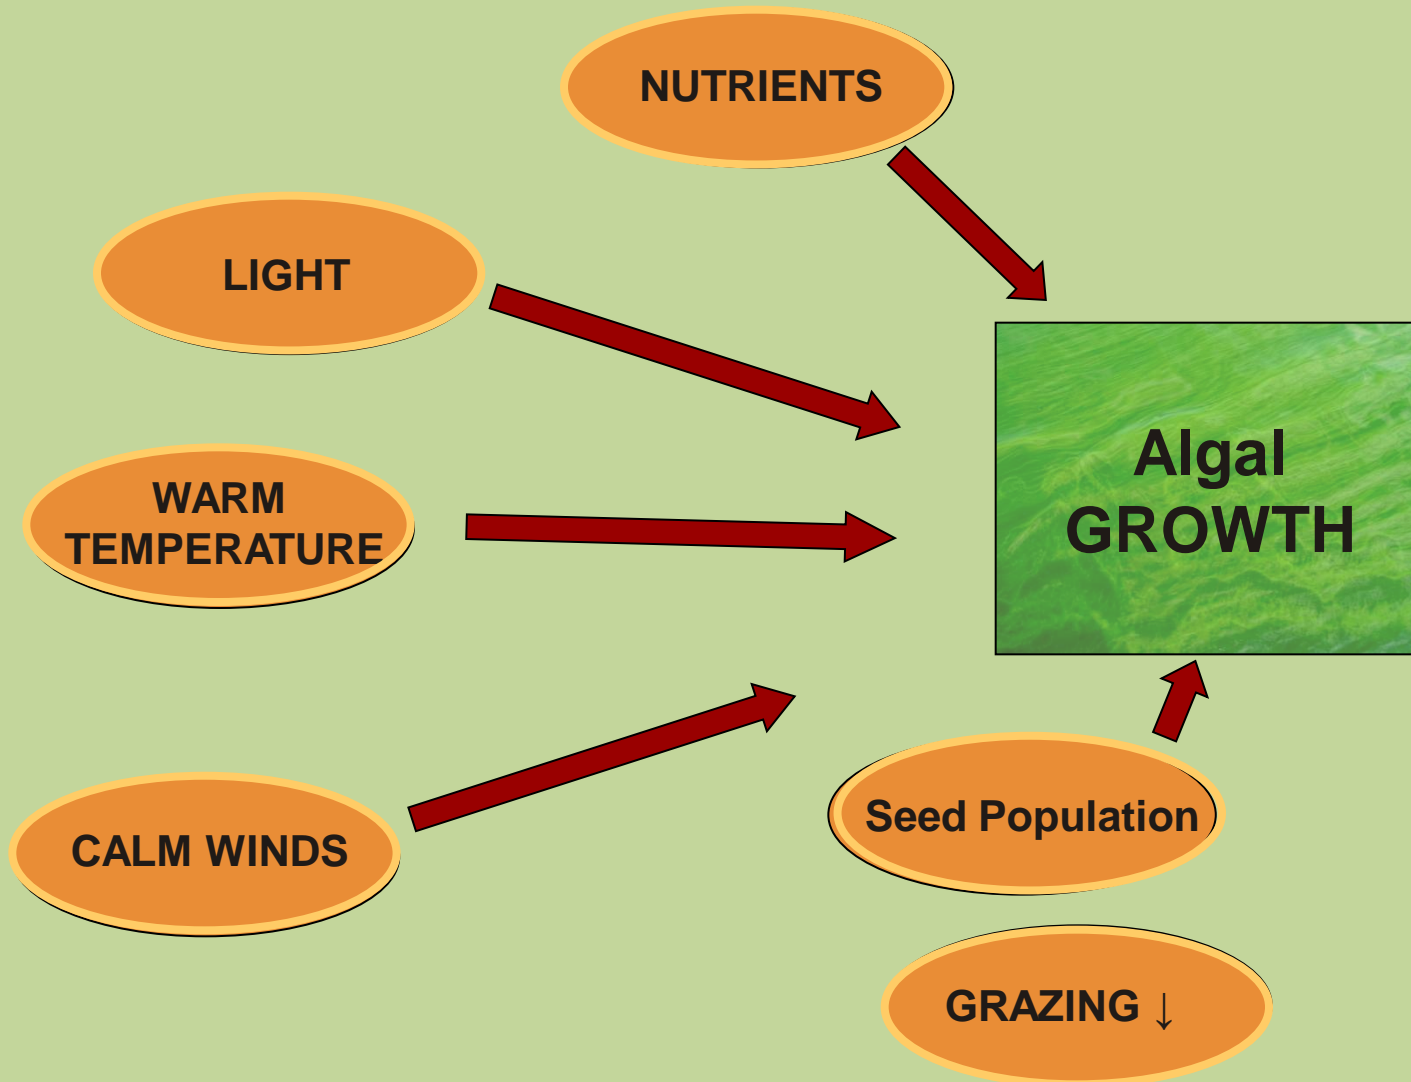 NUTRIENTS
LIGHT
WARM
TEMPERATURE
CALM WINDS
Algal
GROWTH
Seed Population
GRAZING ↓